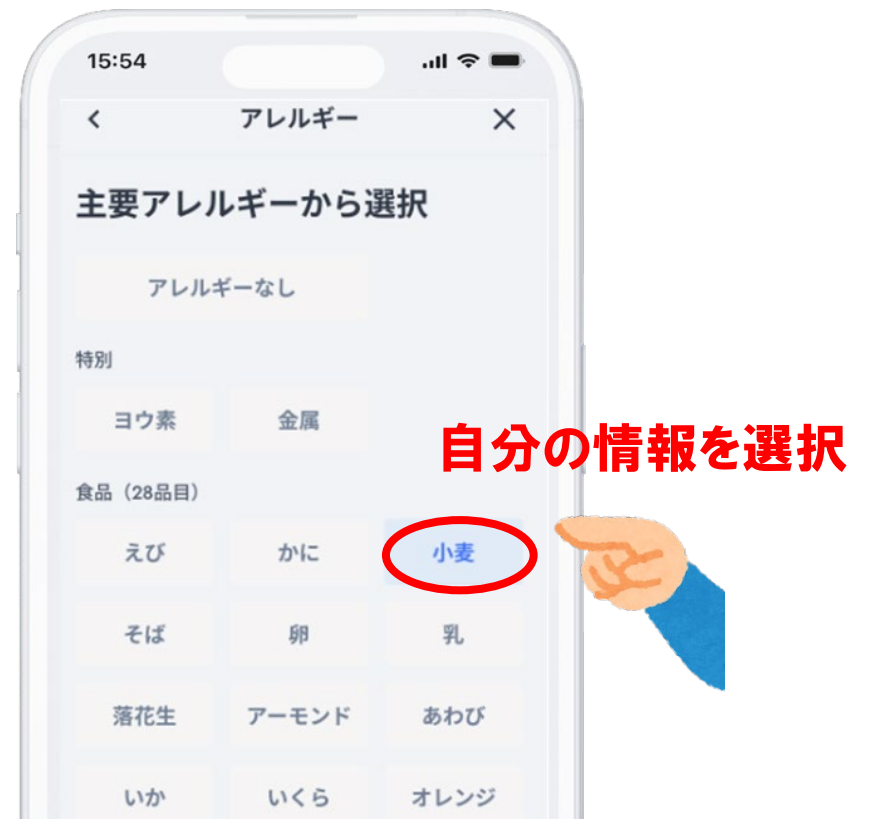 15:54
アレルギー
主要アレルギーから選択
アレルギーなし
特別
ヨウ素 金属
自分の情報を選択
食品（28品目）
えび かに 小麦
そば 卵 乳
落花生 アーモンド あわび
いか いくら オレンジ